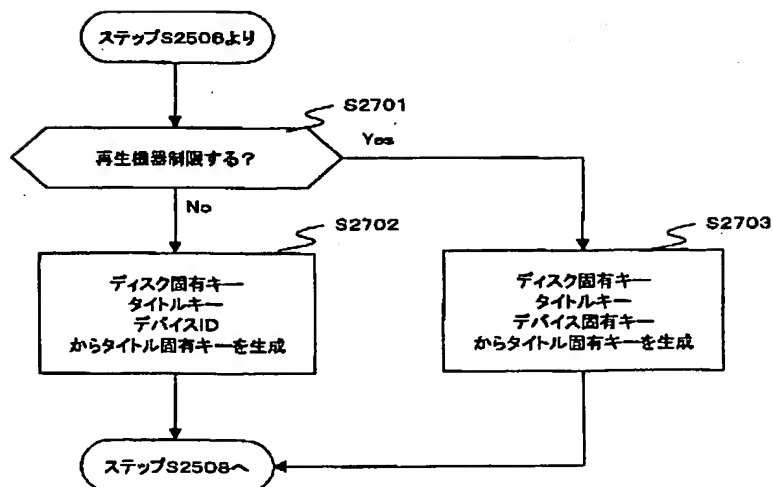 ステップS2506より
S2701
再生機器制限する?
Yes
No
S2702
S2703
ディスク固有キー
タイトルキー
デバイスID
からタイトル固有キーを生成
ディスク固有キー
タイトルキー
デバイス固有キー
からタイトル固有キーを生成
ステップS2508へ